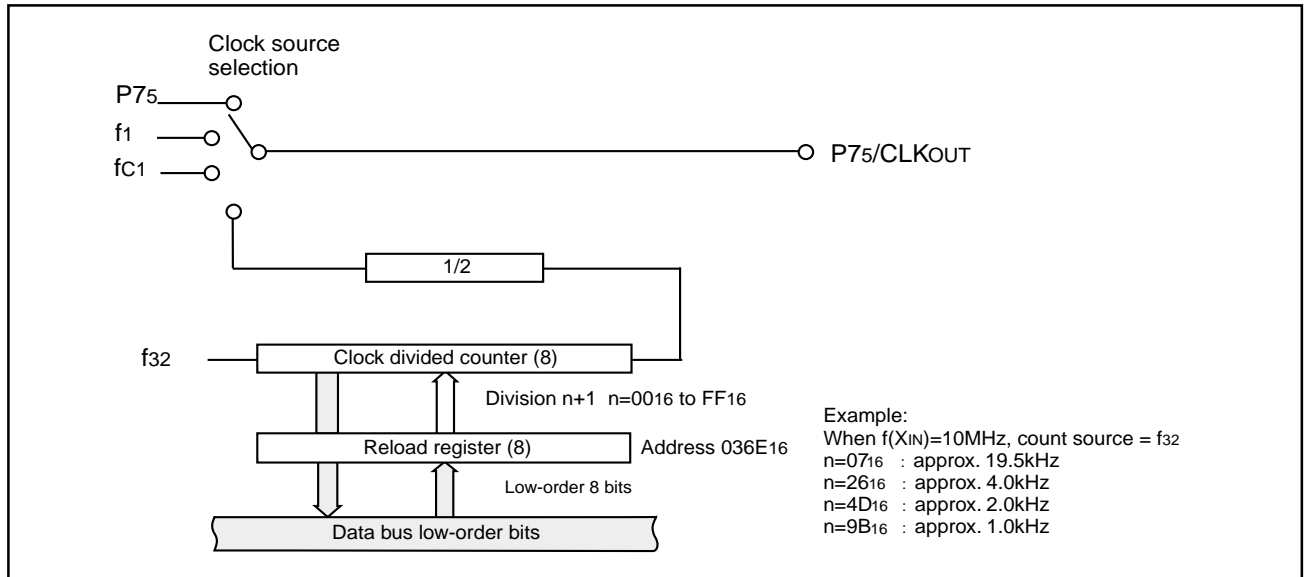 Clock source
selection
P75
f1
fC1
P75/CLKOUT
1/2
f32
Clock divided counter (8)
Division n+1 n=0016 to FF16
Reload register (8)
Address 036E16
Low-order 8 bits
Data bus low-order bits
Example:
When f(XIN)=10MHz, count source = f32
n=0716 : approx. 19.5kHz
n=2616 : approx. 4.0kHz
n=4D16 : approx. 2.0kHz
n=9B16 : approx. 1.0kHz